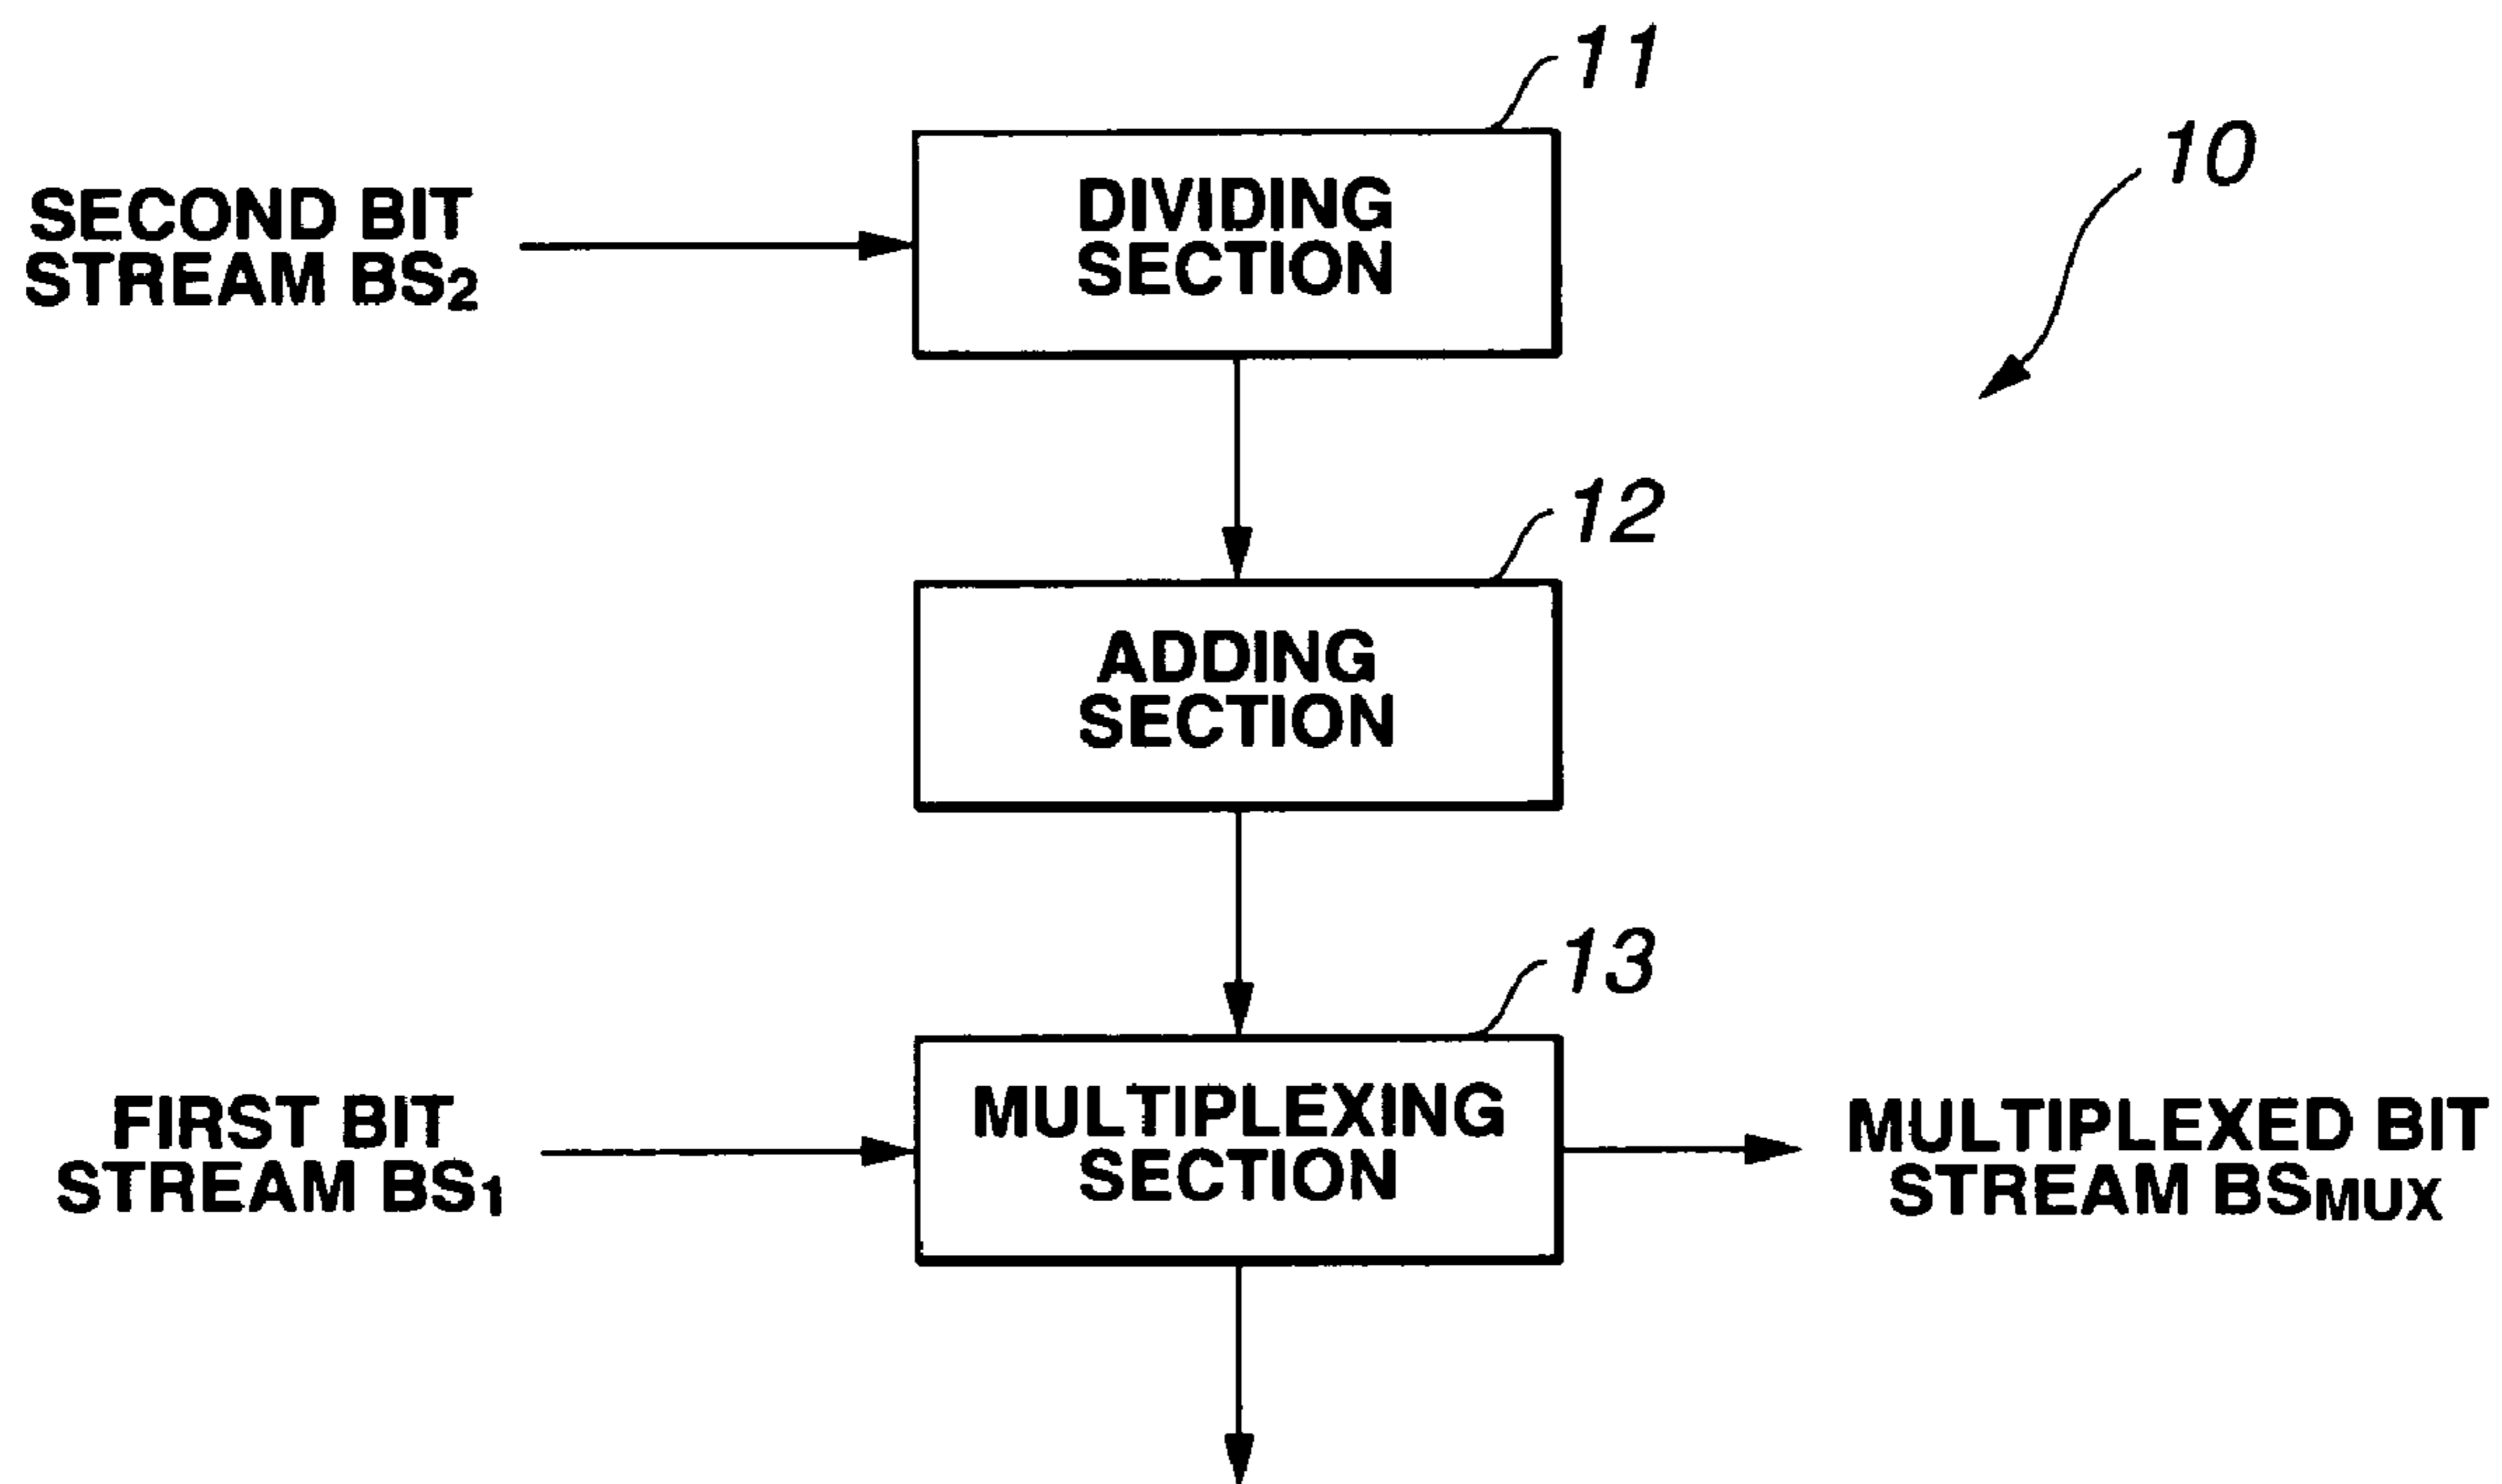 11
10
SECOND BIT
STREAM BS2
DIVIDING
SECTION
12
ADDING
SECTION
13
FIRST BIT
STREAM BS1
MULTIPLEXING
SECTION
MULTIPLEXED BIT
STREAM BSMUX